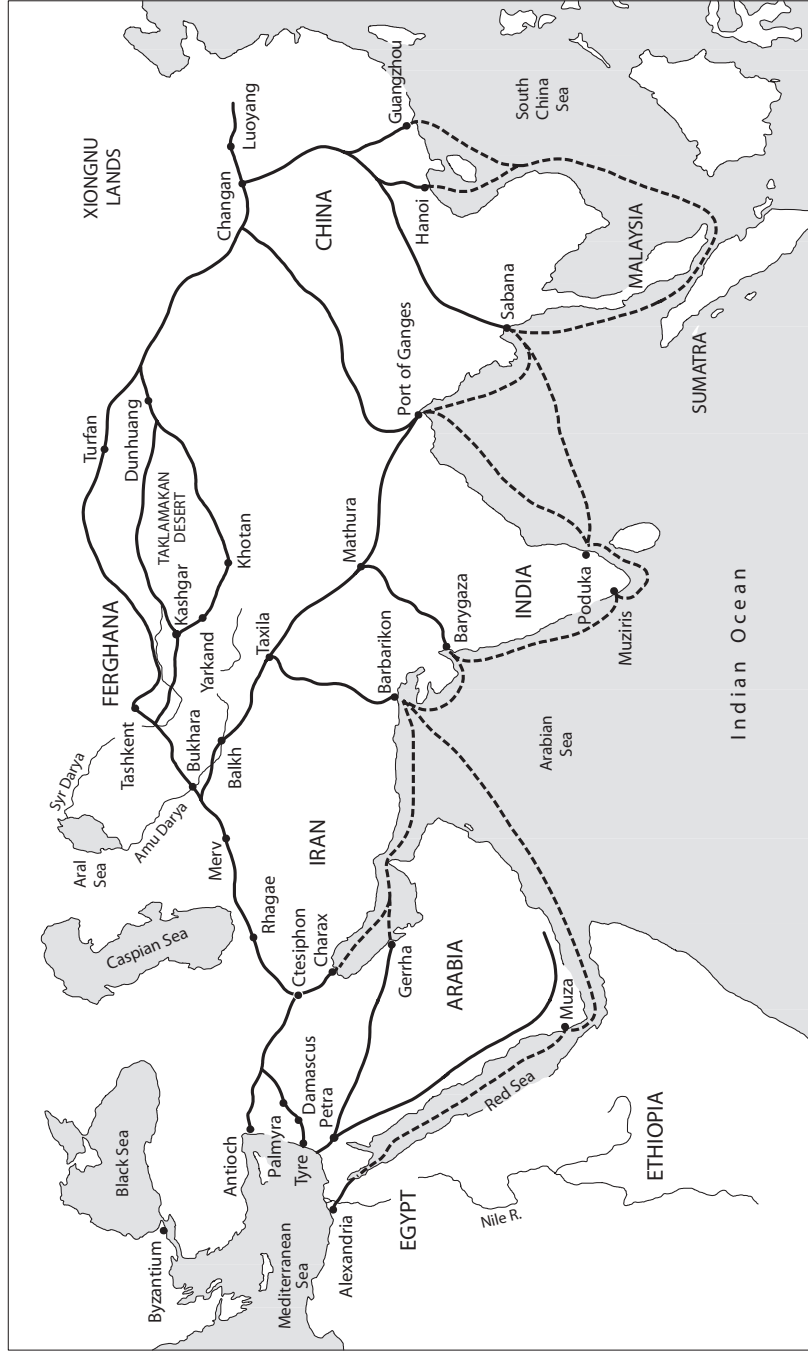 XIONGNU
LANDS
Luoyang
Changan
Guangzhou
South
China
Sea
CHINA
Hanoi
MALAYSIA
Sabana
SUMATRA
Port of Ganges
Turfan
Dunhuang
TAKLAMAKAN
DESERT
Khotan
Kashgar
Yarkand
FERGHANA
Mathura
Taxila
INDIA
Poduka
Muziris
Barygaza
Barbarikon
Indian Ocean
Arabian
Sea
Tashkent
Syr Darya
Bukhara
Balkh
Amu Darya
Aral
Sea
Merv
IRAN
Rhagae
Caspian Sea
Ctesiphon
Charax
Gerrha
ARABIA
Muza
Red Sea
Damascus
Petra
Palmyra
Tyre
Antioch
Black Sea
Byzantium
Mediterranean
Sea
Alexandria
EGYPT
Nile R.
ETHIOPIA